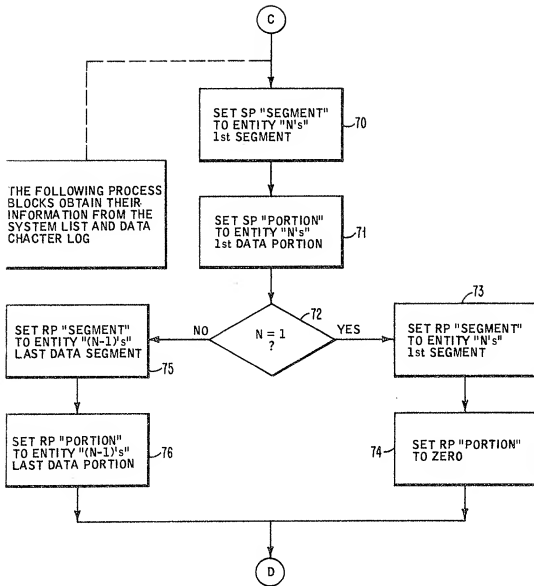 C
SET SP "SEGMENT"
TO ENTITY "N's"
1st SEGMENT
70
THE FOLLOWING PROCESS
BLOCKS OBTAIN THEIR
INFORMATION FROM THE
SYSTEM LIST AND DATA
CHACTER LOG
SET SP "PORTION"
TO ENTITY "N's"
1st DATA PORTION
71
72
N = 1
?
NO
YES
73
SET RP "SEGMENT"
TO ENTITY "(N-1)'s"
LAST DATA SEGMENT
75
SET RP "SEGMENT"
TO ENTITY "N's"
1st SEGMENT
SET RP "PORTION"
TO ENTITY "(N-1)'s"
LAST DATA PORTION
76
74
SET RP "PORTION"
TO ZERO
D